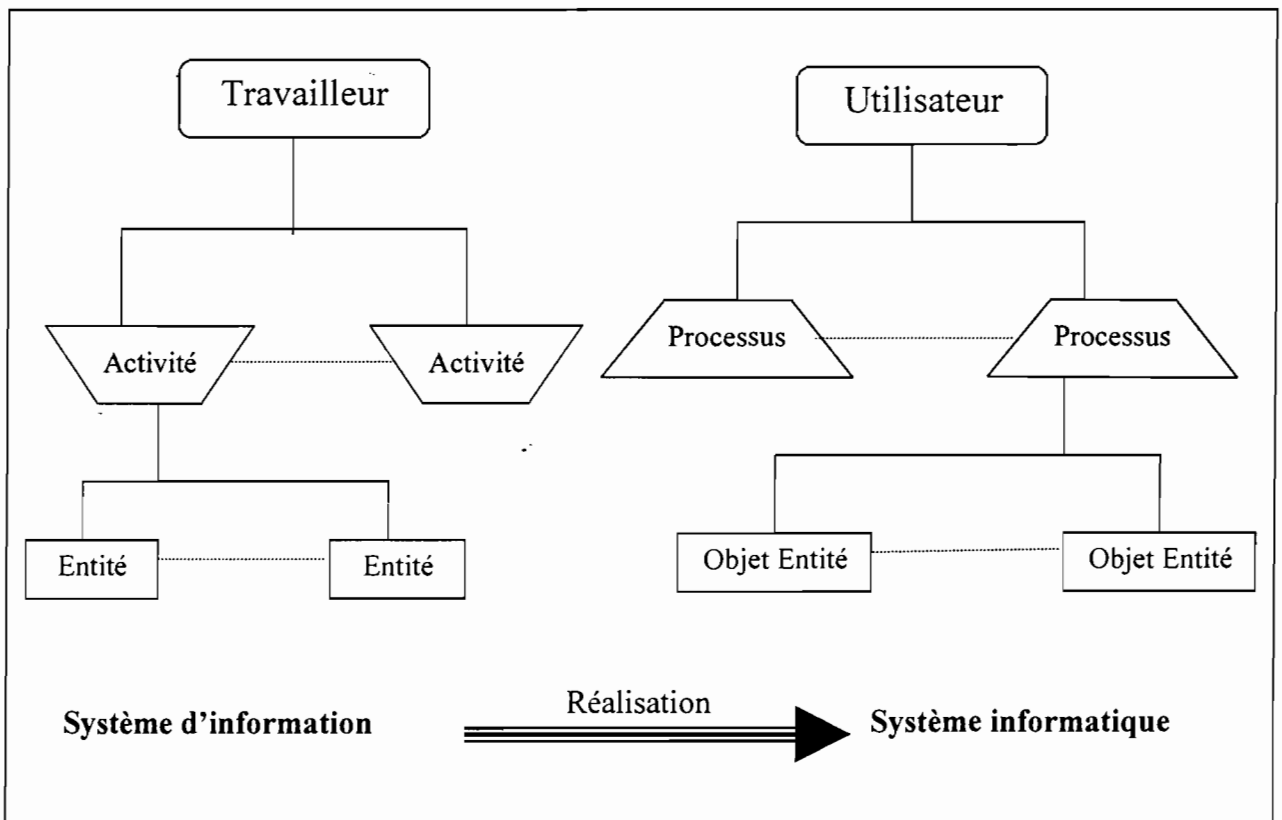 Travailleur
Utilisateur
Activité
Activité
Processus
Processus
Entité
Entité
Objet Entité
Objet Entité
Système d'information
Réalisation
Système informatique